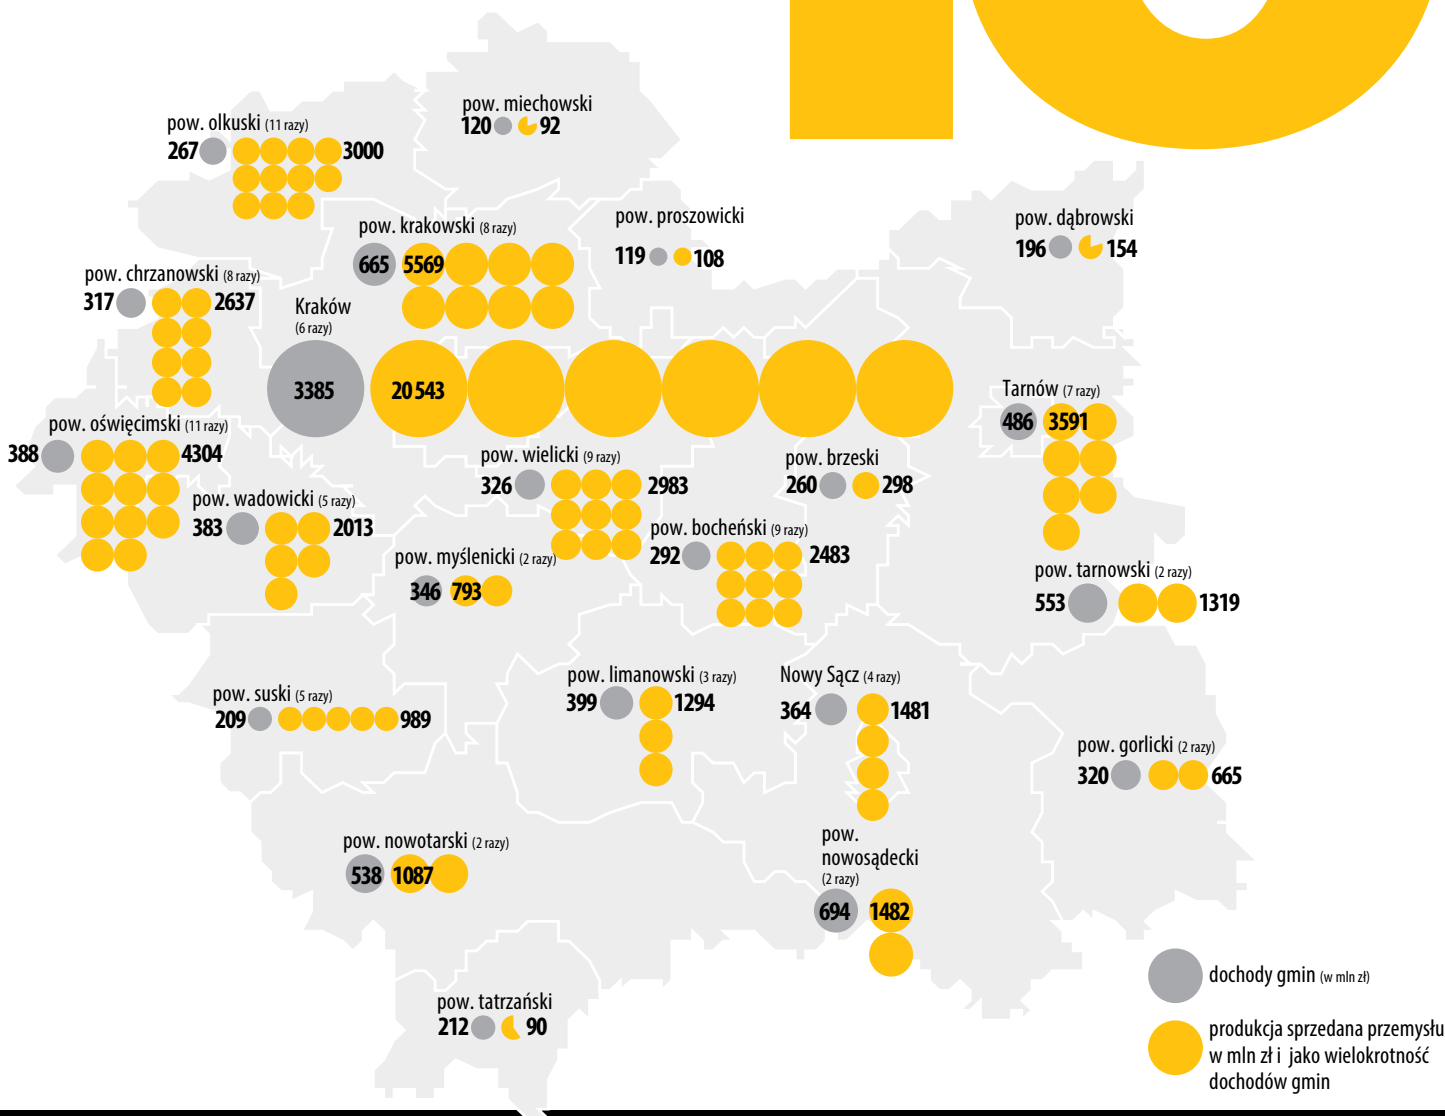 pow. miechowski
120 92
pow. olkuski (11 razy)
267 3000
pow. krakowski (8 razy)
665 5569
pow. proszowicki
119 108
pow. dąbrowski
196 154
pow. chrzanowski (8 razy)
317 2637
Kraków
(6 razy)
3385 20 543
Tarnów (7 razy)
486 3591
pow. oświęcimski (11 razy)
388 4304
pow. wielicki (9 razy)
326 2983
pow. brzeski
260 298
pow. wadowicki (5 razy)
383 2013
pow. bocheński (9 razy)
292 2483
pow. myślenicki (2 razy)
346 793
pow. tarnowski (2 razy)
553 1319
pow. limanowski (3 razy)
399 1294
Nowy Sącz (4 razy)
364 1481
pow. suski (5 razy)
209 989
pow. gorlicki (2 razy)
320 665
pow. nowotarski (2 razy)
538 1087
pow.
nowosądecki
(2 razy)
694 1482
pow. tatrzański
212 90
dochody gmin (w mln zł)
produkcja sprzedana przemysłu
w mln zł i jako wielokrotność
dochodów gmin